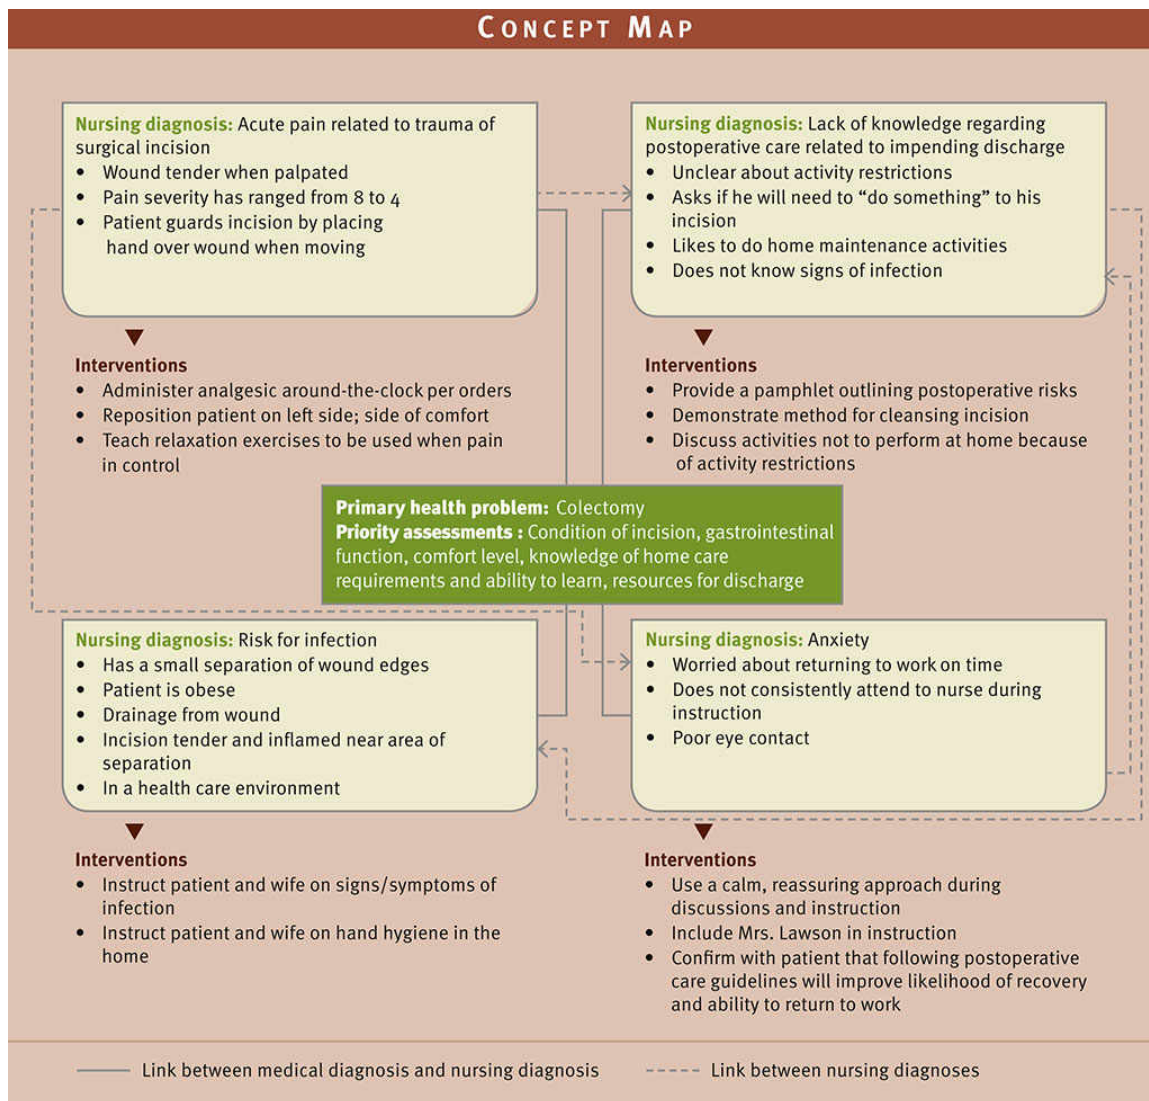 CONCEPT MAP
Nursing diagnosis: Acute pain related to trauma of
surgical incision
• Wound tender when palpated
• Pain severity has ranged from 8 to 4
• Patient guards incision by placing
hand over wound when moving
Interventions
• Administer analgesic around-the-clock per orders
• Reposition patient on left side; side of comfort
• Teach relaxation exercises to be used when pain
in control
Nursing diagnosis: Lack of knowledge regarding
postoperative care related to impending discharge
• Unclear about activity restrictions
• Asks if he will need to “do something” to his
incision
• Likes to do home maintenance activities
• Does not know signs of infection
Interventions
• Provide a pamphlet outlining postoperative risks
• Demonstrate method for cleansing incision
• Discuss activities not to perform at home because
of activity restrictions
Primary health problem: Colectomy
Priority assessments : Condition of incision, gastrointestinal
function, comfort level, knowledge of home care
requirements and ability to learn, resources for discharge
Nursing diagnosis: Risk for infection
• Has a small separation of wound edges
• Patient is obese
• Drainage from wound
• Incision tender and inflamed near area of
separation
• In a health care environment
Interventions
• Instruct patient and wife on signs/symptoms of
infection
• Instruct patient and wife on hand hygiene in the
home
Nursing diagnosis: Anxiety
• Worried about returning to work on time
• Does not consistently attend to nurse during
instruction
• Poor eye contact
Interventions
• Use a calm, reassuring approach during
discussions and instruction
• Include Mrs. Lawson in instruction
• Confirm with patient that following postoperative
care guidelines will improve likelihood of recovery
and ability to return to work
Link between medical diagnosis and nursing diagnosis
Link between nursing diagnoses